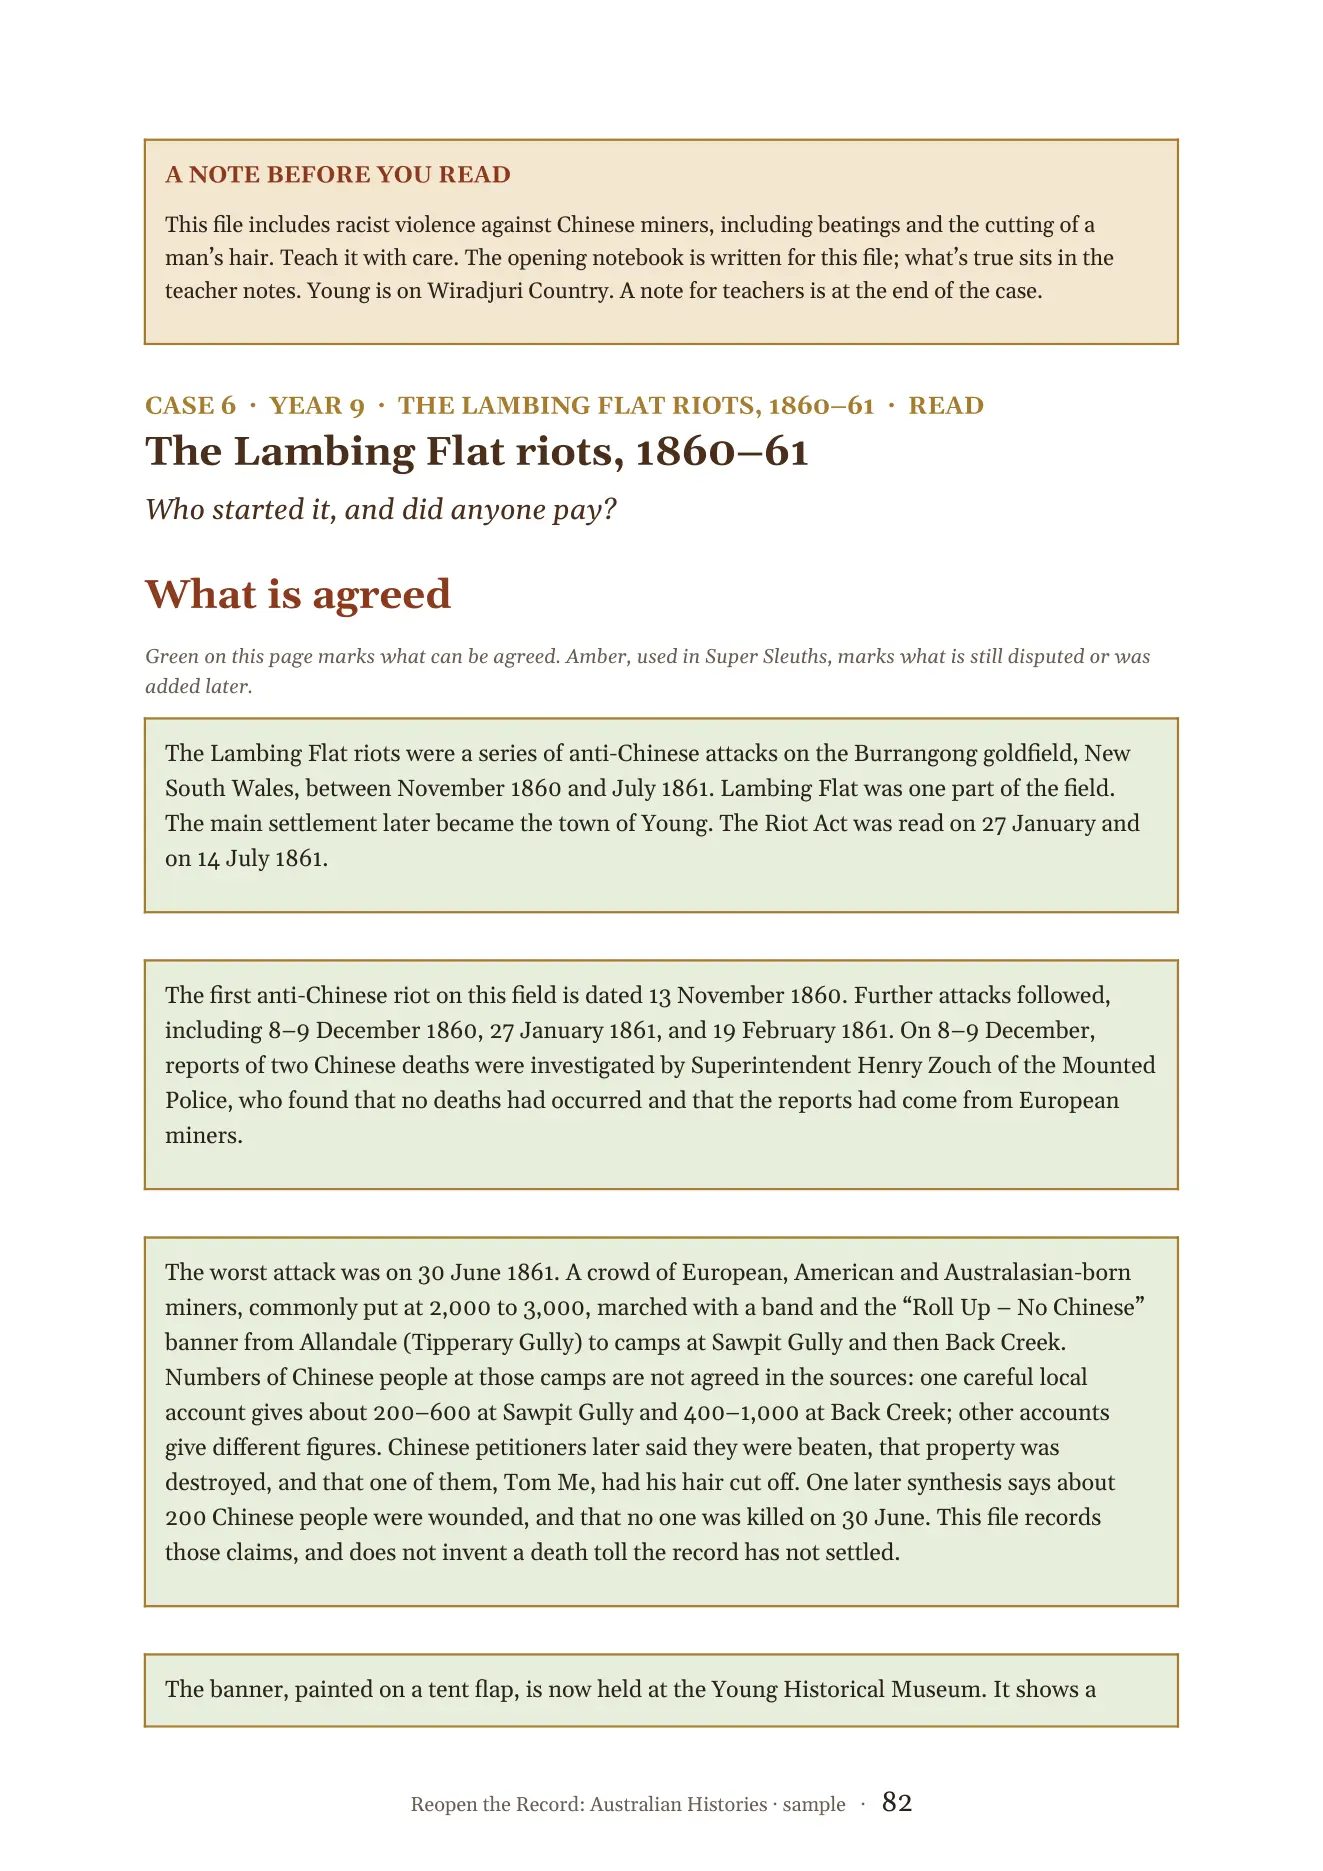 A NOTE BEFORE YOU READ
This file includes racist violence against Chinese miners, including beatings and the cutting of a
man’s hair. Teach it with care. The opening notebook is written for this file; what’s true sits in the
teacher notes. Young is on Wiradjuri Country. A note for teachers is at the end of the case.
CASE 6 · YEAR 9 · THE LAMBING FLAT RIOTS, 1860–61 · READ
The Lambing Flat riots, 1860–61
Who started it, and did anyone pay?
What is agreed
Green on this page marks what can be agreed. Amber, used in Super Sleuths, marks what is still disputed or was
added later.
The Lambing Flat riots were a series of anti-Chinese attacks on the Burrangong goldfield, New
South Wales, between November 1860 and July 1861. Lambing Flat was one part of the field.
The main settlement later became the town of Young. The Riot Act was read on 27 January and
on 14 July 1861.
The first anti-Chinese riot on this field is dated 13 November 1860. Further attacks followed,
including 8–9 December 1860, 27 January 1861, and 19 February 1861. On 8–9 December,
reports of two Chinese deaths were investigated by Superintendent Henry Zouch of the Mounted
Police, who found that no deaths had occurred and that the reports had come from European
miners.
The worst attack was on 30 June 1861. A crowd of European, American and Australasian-born
miners, commonly put at 2,000 to 3,000, marched with a band and the “Roll Up – No Chinese”
banner from Allandale (Tipperary Gully) to camps at Sawpit Gully and then Back Creek.
Numbers of Chinese people at those camps are not agreed in the sources: one careful local
account gives about 200–600 at Sawpit Gully and 400–1,000 at Back Creek; other accounts
give different figures. Chinese petitioners later said they were beaten, that property was
destroyed, and that one of them, Tom Me, had his hair cut off. One later synthesis says about
200 Chinese people were wounded, and that no one was killed on 30 June. This file records
those claims, and does not invent a death toll the record has not settled.
The banner, painted on a tent flap, is now held at the Young Historical Museum. It shows a
Reopen the Record: Australian Histories · sample · 82